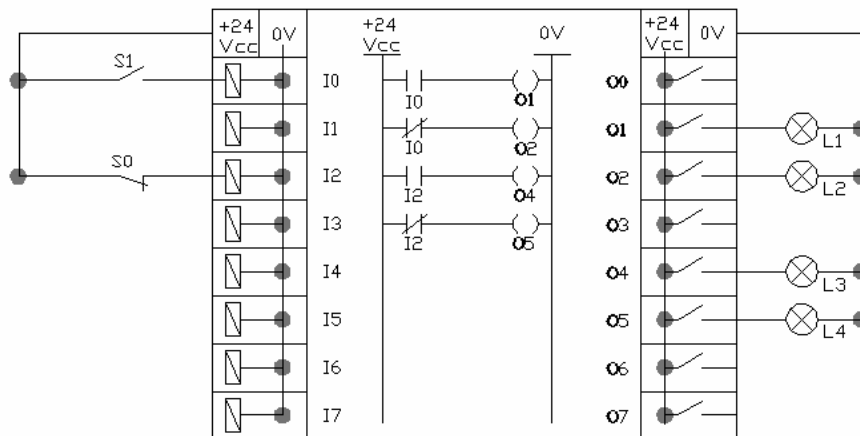 +24 Vcc
0V
+24 Vcc
0V
+24 Vcc
0V
S1
I0
I0
O1
O0
I1
I0
O2
O1
L1
S0
I2
I2
O4
O2
L2
I3
I2
O5
O3
I4
O4
L3
I5
O5
L4
I6
O6
I7
O7